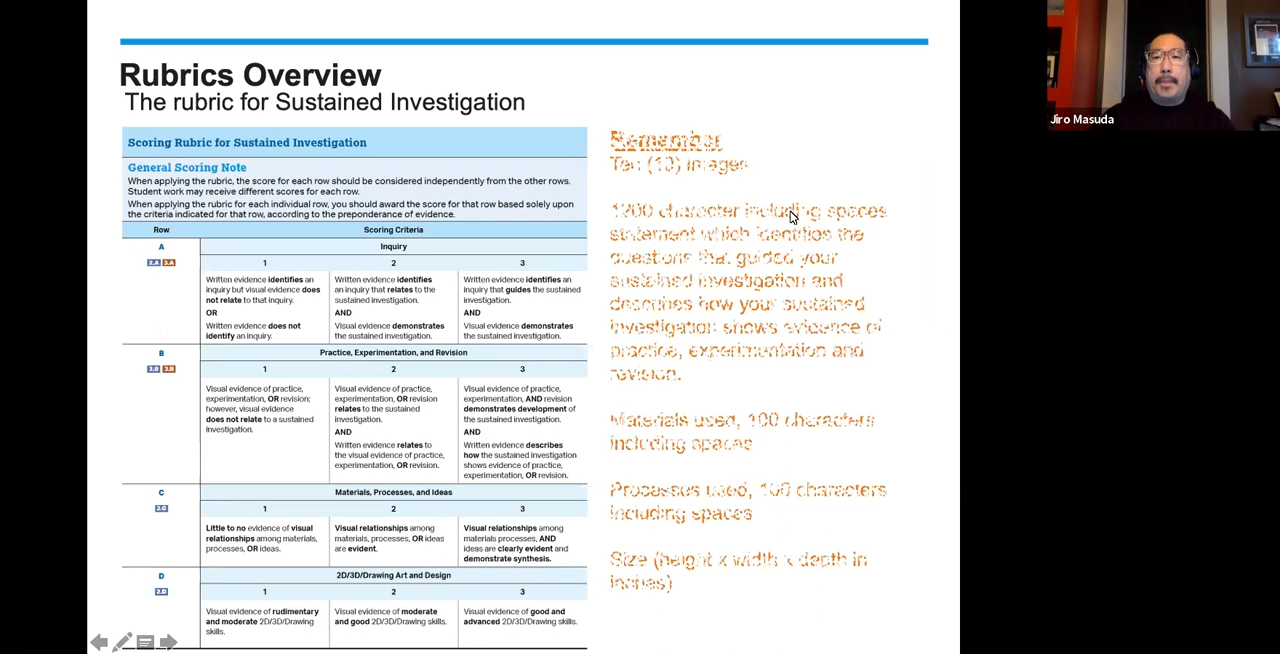 Rubrics Overview
The rubric for Sustained Investigation
Scoring Rubric for Sustained Investigation
General Scoring Note
When applying the rubric, the score for each row should be considered independently from the other rows.
Student work may receive different scores for each row.
When applying the rubric for each individual row, you should award the score for that row based solely upon
the criteria indicated for that row, according to the preponderance of evidence.
Row Scoring Criteria
A Inquiry
2.A 3.A 1 2 3
Written evidence identifies an
inquiry but visual evidence does
not relate to that inquiry.
OR
Written evidence does not
identify an inquiry.
Written evidence identifies
an inquiry that relates to the
sustained investigation.
AND
Visual evidence demonstrates
the sustained investigation.
Written evidence identifies an
inquiry that guides the sustained
investigation.
AND
Visual evidence demonstrates
the sustained investigation.
B Practice, Experimentation, and Revision
2.B 3.B 1 2 3
Visual evidence of practice,
experimentation, OR revision;
however, visual evidence
does not relate to a sustained
investigation.
Visual evidence of practice,
experimentation, OR revision
relates to the sustained
investigation.
AND
Written evidence relates to
the visual evidence of practice,
experimentation, OR revision.
Visual evidence of practice,
experimentation, AND revision
demonstrates development of
the sustained investigation.
AND
Written evidence describes
how the sustained investigation
shows evidence of practice,
experimentation, OR revision.
C Materials, Processes, and Ideas
2.C 1 2 3
Little to no evidence of visual
relationships among materials,
processes, OR ideas.
Visual relationships among
materials, processes, OR ideas
are evident.
Visual relationships among
materials processes, AND
ideas are clearly evident and
demonstrate synthesis.
D 2D/3D/Drawing Art and Design
2.D 1 2 3
Visual evidence of rudimentary
and moderate 2D/3D/Drawing
skills.
Visual evidence of moderate
and good 2D/3D/Drawing skills.
Visual evidence of good and
advanced 2D/3D/Drawing skills.
Remember
Ten (10) images
1200 character including spaces
statement which identifies the
questions that guided your
sustained investigation and
describes how your sustained
investigation shows evidence of
practice, experimentation and
revision.
Materials used, 100 characters
including spaces
Processes used, 100 characters
including spaces
Size (height x width x depth in
inches)
Jiro Masuda